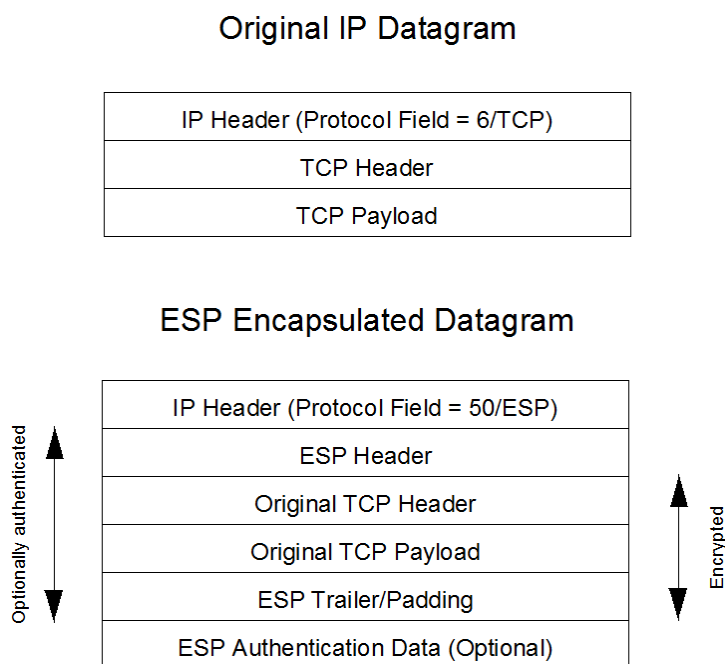 Original IP Datagram
IP Header (Protocol Field = 6/TCP)
TCP Header
TCP Payload
ESP Encapsulated Datagram
IP Header (Protocol Field = 50/ESP)
ESP Header
Original TCP Header
Original TCP Payload
ESP Trailer/Padding
ESP Authentication Data (Optional)
Optionally authenticated
Encrypted